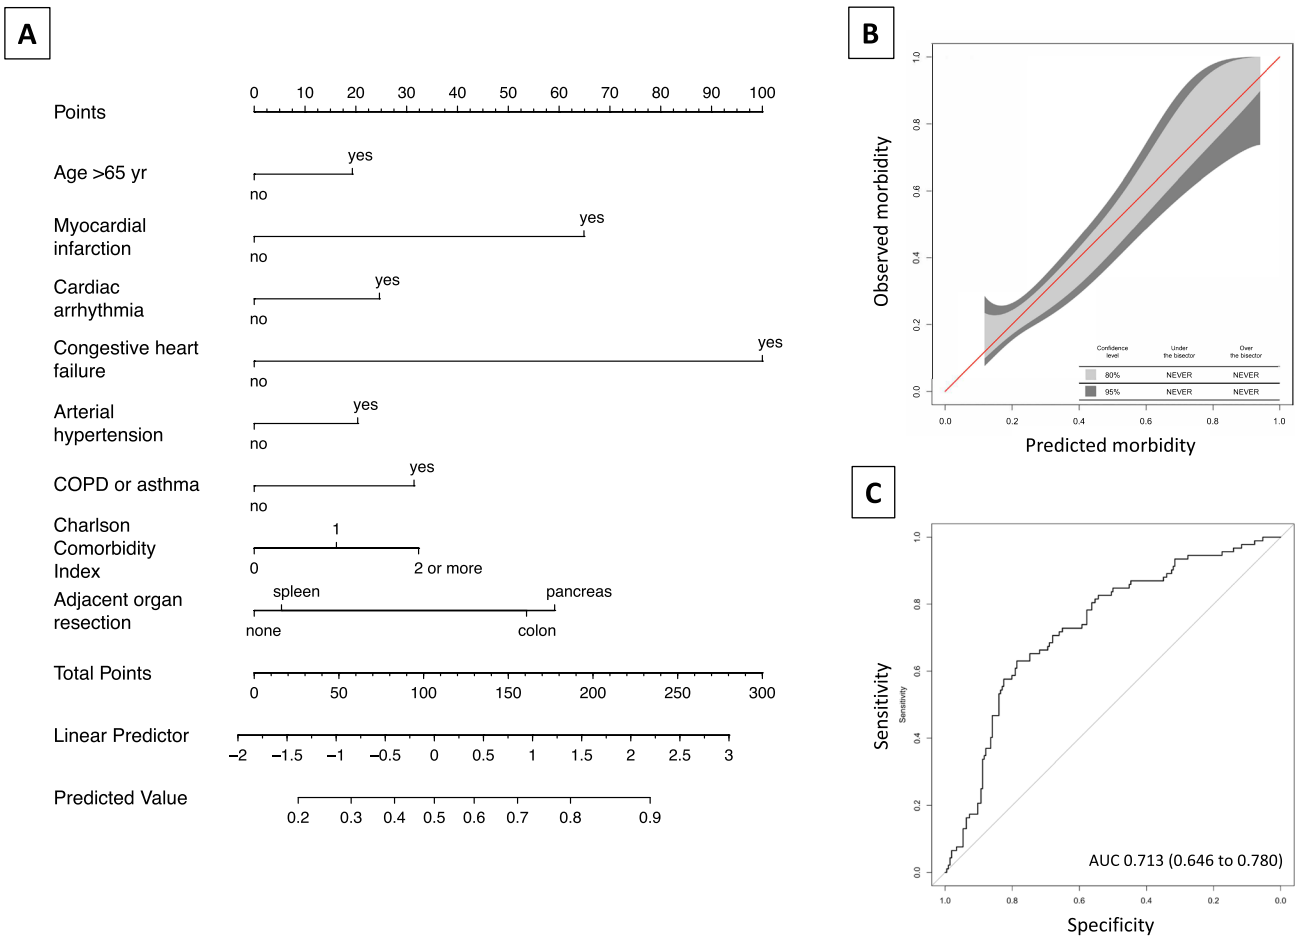 A
0 10 20 30 40 50 60 70 80 90 100
Points
yes
Age >65 yr
no
yes
Myocardial
infarction
no
yes
Cardiac
arrhythmia
no
yes
Congestive heart
failure
no
yes
Arterial
hypertension
no
yes
COPD or asthma
no
Charlson
1
Comorbidity
Index
0 2 or more
spleen pancreas
Adjacent organ
resection
none colon
Total Points
0 50 100 150 200 250 300
Linear Predictor
−2 −1.5 −1 −0.5 0 0.5 1 1.5 2 2.5 3
Predicted Value
0.2 0.3 0.4 0.5 0.6 0.7 0.8 0.9
B
Observed morbidity
1.0
0.8
0.6
0.4
0.2
0.0
Confidence level Under the bisector Over the bisector
80% NEVER NEVER
95% NEVER NEVER
0.0 0.2 0.4 0.6 0.8 1.0
Predicted morbidity
C
Sensitivity
Sensitivity
1.0
0.8
0.6
0.4
0.2
0.0
AUC 0.713 (0.646 to 0.780)
1.0 0.8 0.6 0.4 0.2 0.0
Specificity